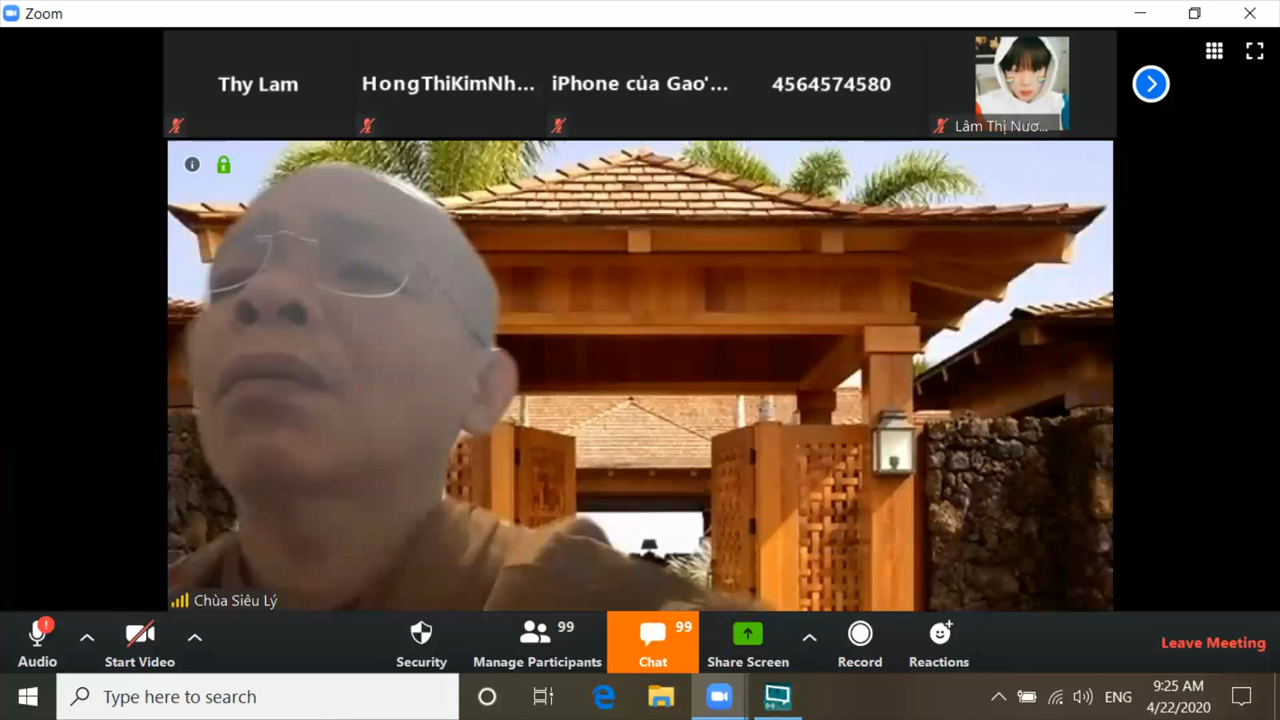 Zoom
Thy Lam
HongThiKimNh...
iPhone của Gao'...
4564574580
Lâm Thị Nươ...
Chùa Siêu Lý
Audio
Start Video
Security
99
Manage Participants
99
Chat
Share Screen
Record
Reactions
Leave Meeting
Type here to search
ENG
9:25 AM
4/22/2020